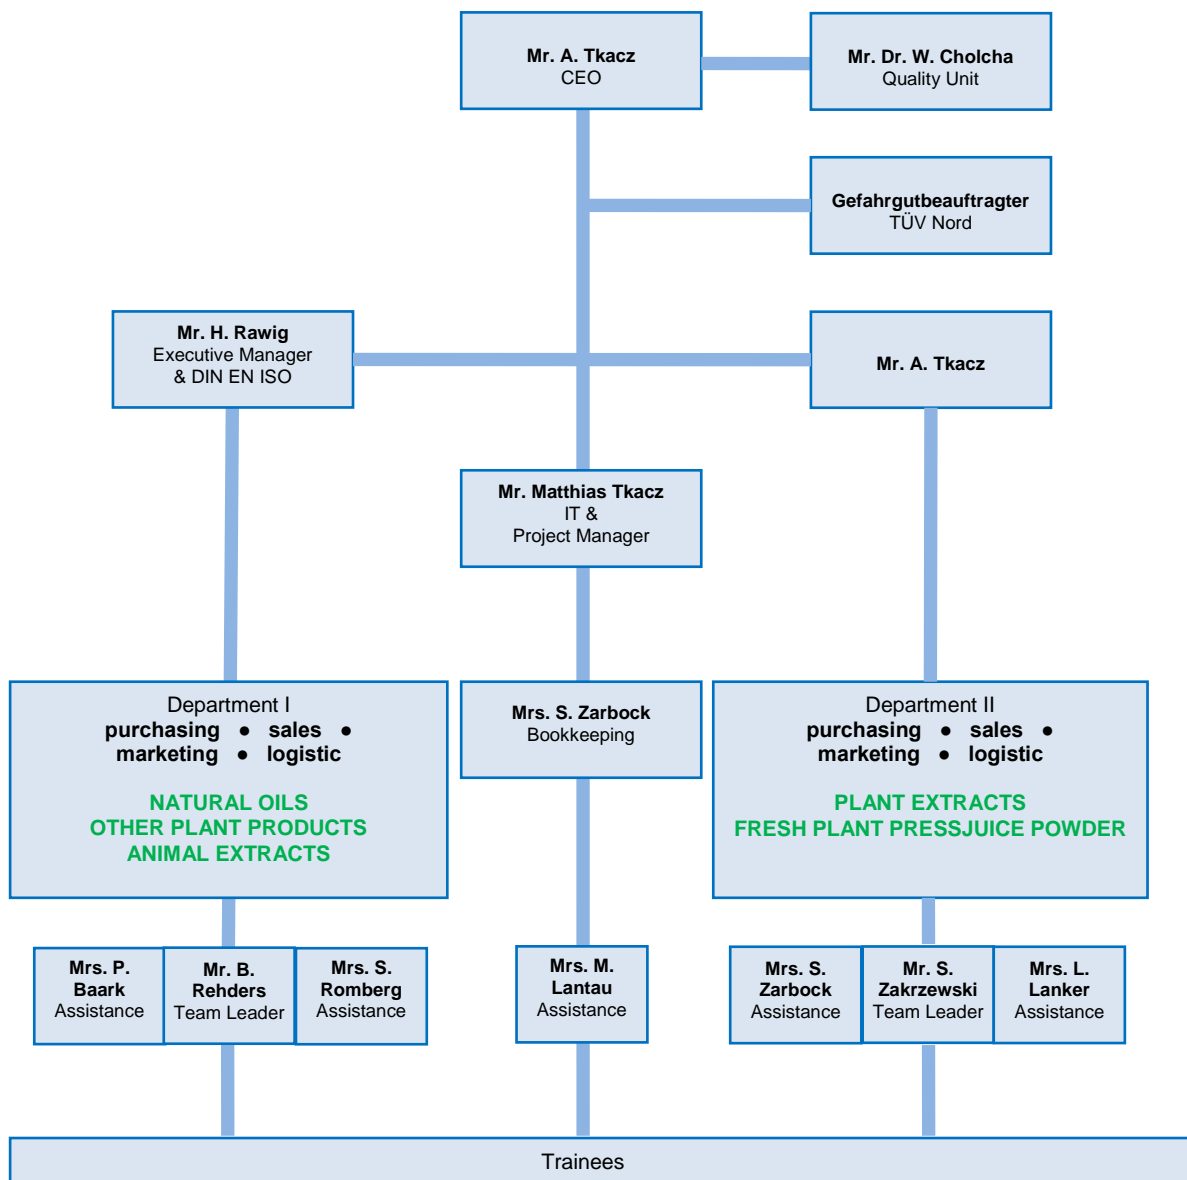 Mr. A. Tkacz
CEO
Mr. Dr. W. Cholcha
Quality Unit
Gefahrgutbeauftragter
TÜV Nord
Mr. H. Rawig
Executive Manager
& DIN EN ISO
Mr. A. Tkacz
Mr. Matthias Tkacz
IT &
Project Manager
Department I
purchasing ● sales ●
marketing ● logistic
NATURAL OILS
OTHER PLANT PRODUCTS
ANIMAL EXTRACTS
Mrs. S. Zarbock
Bookkeeping
Department II
purchasing ● sales ●
marketing ● logistic
PLANT EXTRACTS
FRESH PLANT PRESSJUICE POWDER
Mrs. P.
Baark
Assistance
Mr. B.
Rehders
Team Leader
Mrs. S.
Romberg
Assistance
Mrs. M.
Lantau
Assistance
Mrs. S.
Zarbock
Assistance
Mr. S.
Zakrzewski
Team Leader
Mrs. L.
Lanker
Assistance
Trainees